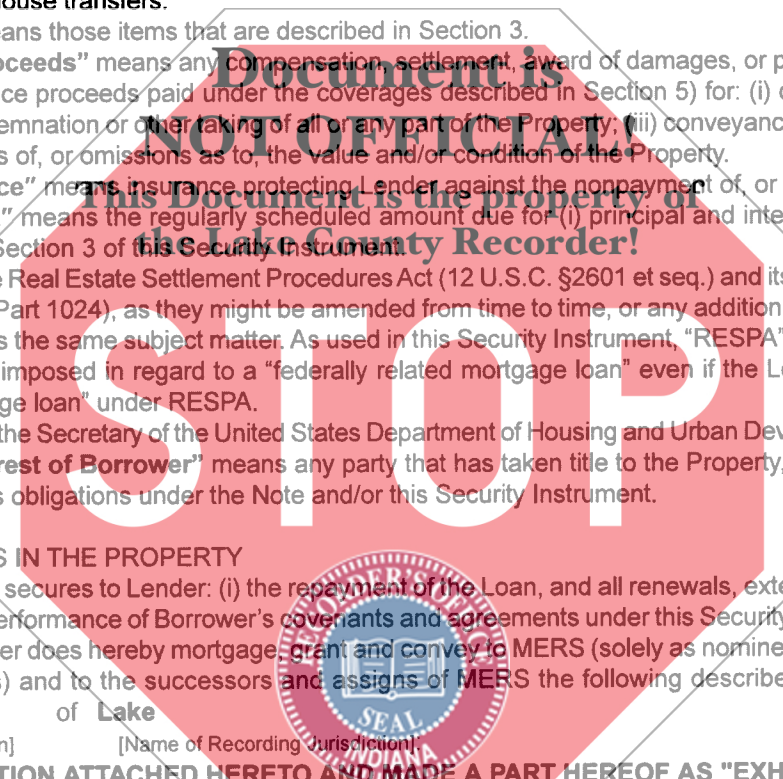 ouse transfers.
eans those items that are described in Section 3.
oceeds” means any compensation, settlement, award of damages, or p
Document is
ce proceeds paid under the coverages described in Section 5) for: (i) d
emnation or other taking of all or any part of the Property; (iii) conveyanc
NOT OFFICIAL!
s of, or omissions as to, the value and/or condition of the Property.
ce” means insurance protecting Lender against the nonpayment of, or
This Document is the property of
” means the regularly scheduled amount due for (i) principal and inte
Section 3 of this Security Instrument.
the Lake County Recorder!
e Real Estate Settlement Procedures Act (12 U.S.C. §2601 et seq.) and its
Part 1024), as they might be amended from time to time, or any addition
s the same subject matter. As used in this Security Instrument, “RESPA”
imposed in regard to a “federally related mortgage loan” even if the Lo
ge loan” under RESPA.
STOP
the Secretary of the United States Department of Housing and Urban Dev
rest of Borrower” means any party that has taken title to the Property,
s obligations under the Note and/or this Security Instrument.
S IN THE PROPERTY
secures to Lender: (i) the repayment of the Loan, and all renewals, exte
erformance of Borrower’s covenants and agreements under this Security
er does hereby mortgage, grant and convey to MERS (solely as nomine
s) and to the successors and assigns of MERS the following describe
RECORDER'S OFFICE
SEAL
INDIANA
of Lake
n] [Name of Recording Jurisdiction]:
TION ATTACHED HERETO AND MADE A PART HEREOF AS "EXH